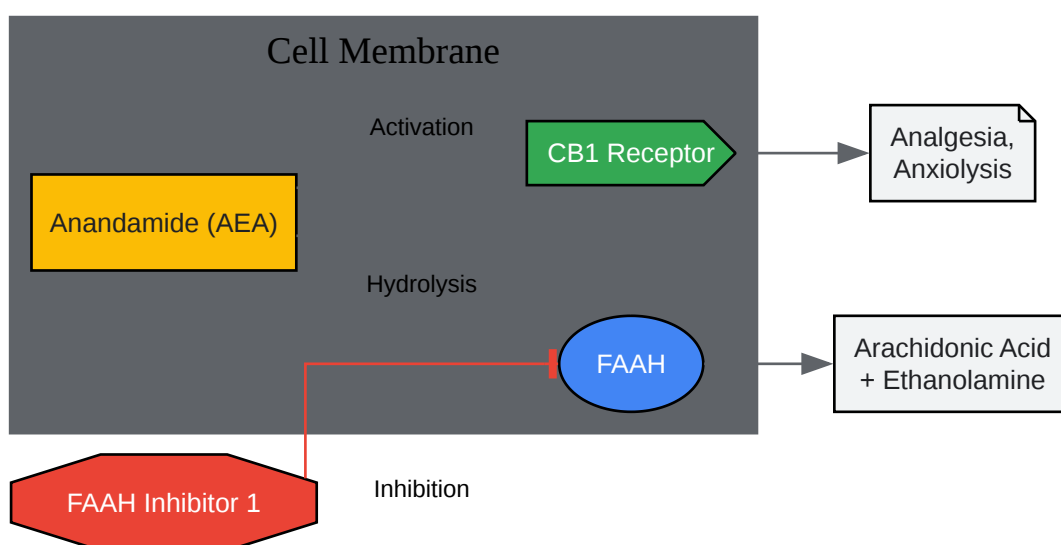 Cell Membrane
Activation
CB1 Receptor
Analgesia,
Anxiolysis
Anandamide (AEA)
Hydrolysis
FAAH
Arachidonic Acid
+ Ethanolamine
FAAH Inhibitor 1
Inhibition